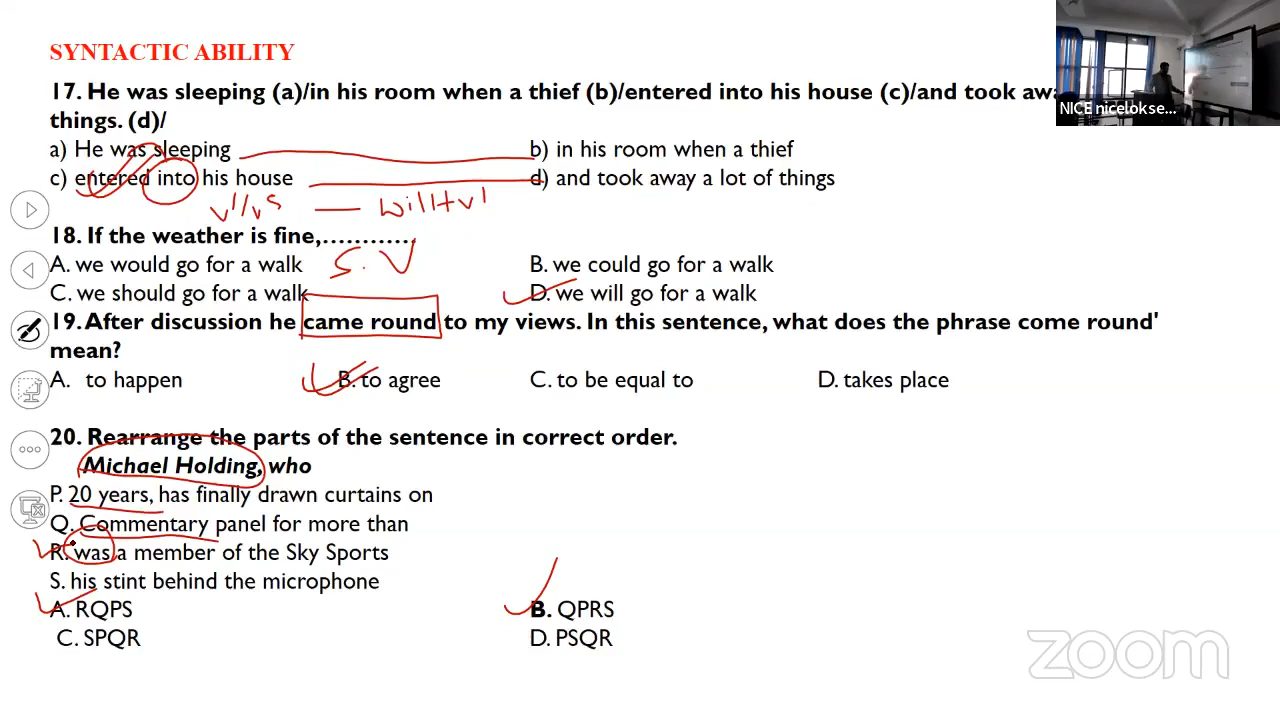 SYNTACTIC ABILITY
17. He was sleeping (a)/in his room when a thief (b)/entered into his house (c)/and took awa
things. (d)/
a) He was sleeping b) in his room when a thief
c) entered into his house d) and took away a lot of things
v1/v5 — will+v1
18. If the weather is fine,............
S. V
A. we would go for a walk B. we could go for a walk
C. we should go for a walk D. we will go for a walk
19. After discussion he came round to my views. In this sentence, what does the phrase come round'
mean?
A. to happen B. to agree C. to be equal to D. takes place
20. Rearrange the parts of the sentence in correct order.
Michael Holding, who
P. 20 years, has finally drawn curtains on
Q. Commentary panel for more than
R. was a member of the Sky Sports
S. his stint behind the microphone
A. RQPS B. QPRS
C. SPQR D. PSQR
NICE nicelokse...
zoom